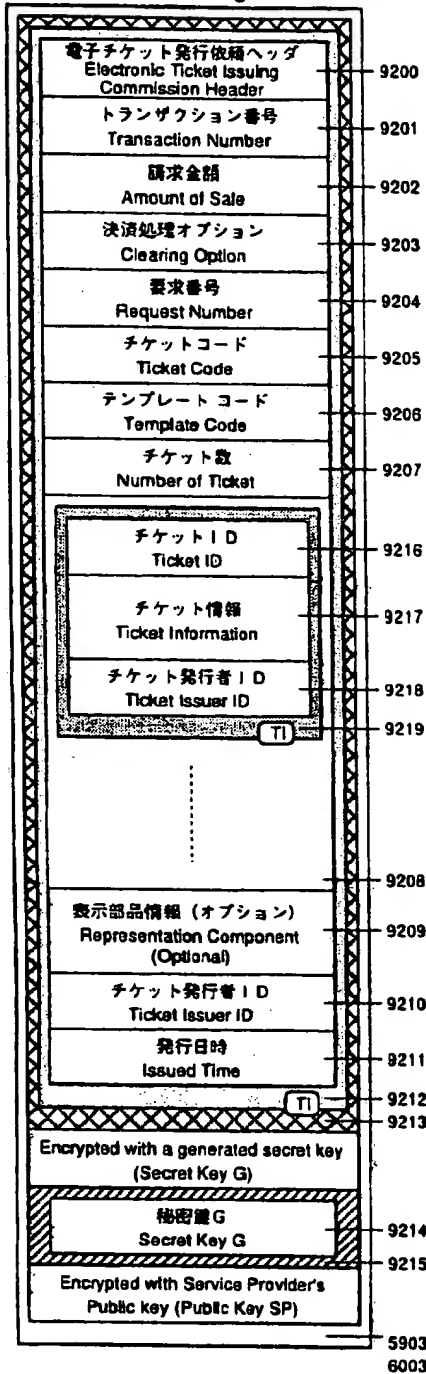 電子チケット発行依頼ヘッダ
Electronic Ticket Issuing
Commission Header
9200
トランザクション番号
Transaction Number
9201
請求金額
Amount of Sale
9202
決済処理オプション
Clearing Option
9203
要求番号
Request Number
9204
チケットコード
Ticket Code
9205
テンプレート コード
Template Code
9206
チケット数
Number of Ticket
9207
チケットID
Ticket ID
9216
チケット情報
Ticket Information
9217
チケット発行者ID
Ticket Issuer ID
9218
TI
9219
9208
表示部品情報（オプション）
Representation Component
(Optional)
9209
チケット発行者ID
Ticket Issuer ID
9210
発行日時
Issued Time
9211
TI
9212
9213
Encrypted with a generated secret key
(Secret Key G)
秘密鍵G
Secret Key G
9214
9215
Encrypted with Service Provider's
Public key (Public Key SP)
5903
6003